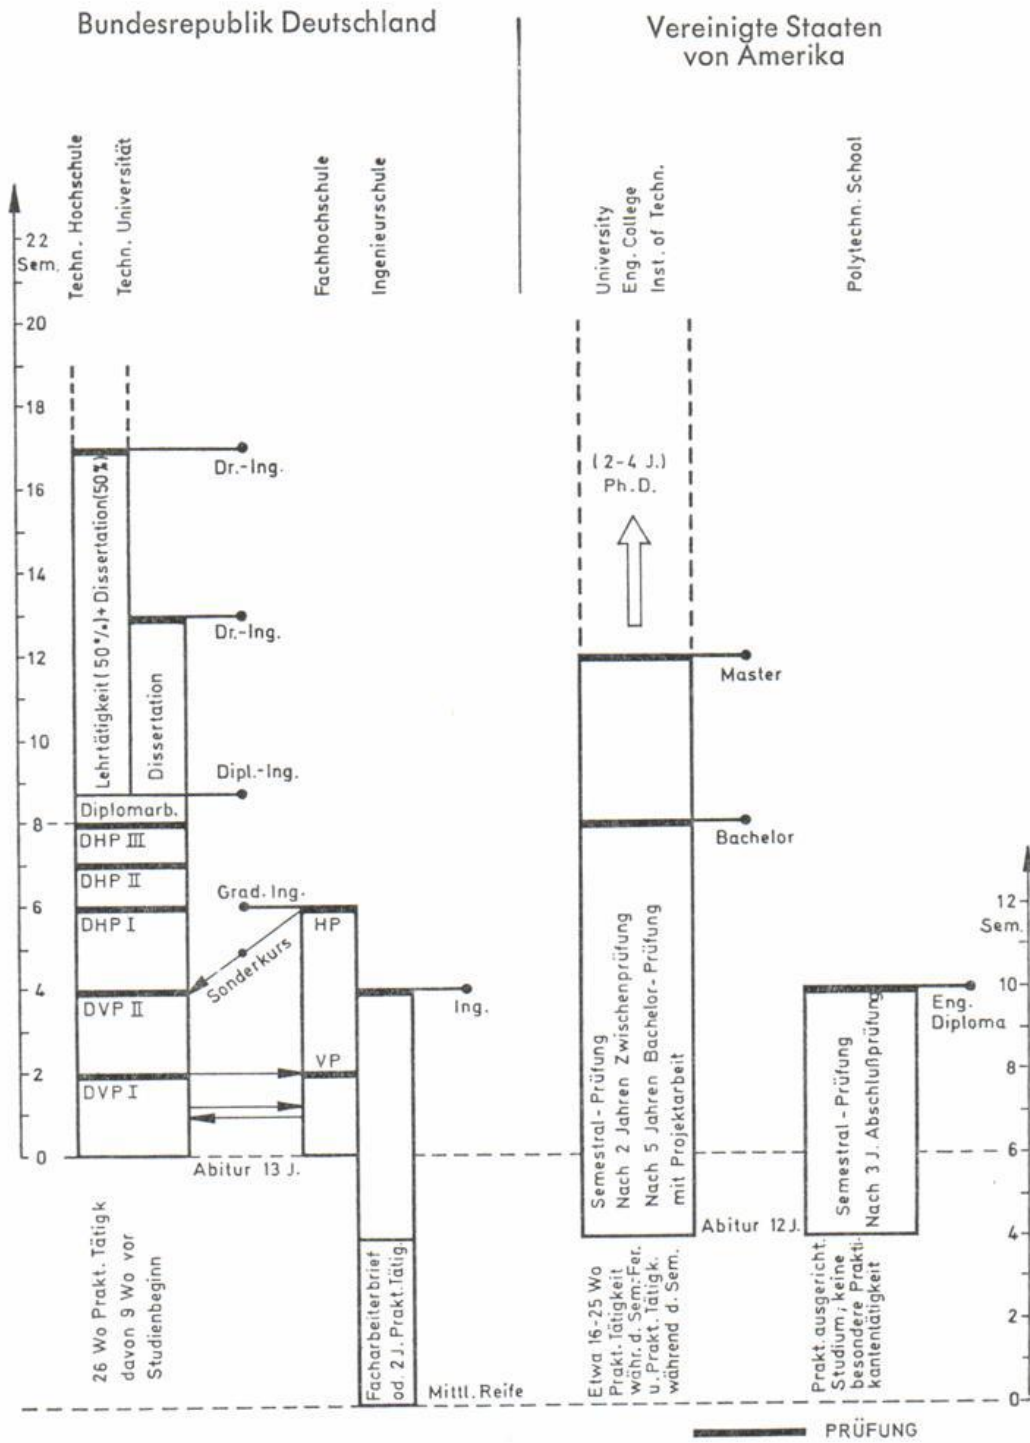 Bundesrepublik Deutschland
Vereinigte Staaten
von Amerika
Techn. Hochschule
Techn. Universität
Fachhochschule
Ingenieurschule
University
Eng. College
Inst. of Techn.
Polytechn. School
22
Sem.
20
18
16
14
12
10
8
6
4
2
0
Dr.-Ing.
Lehrtätigkeit (50%) + Dissertation (50%)
Dr.-Ing.
Dissertation
Dipl.-Ing.
Diplomarb.
DHP III
DHP II
DHP I
DVP II
DVP I
Grad. Ing.
Sonderkurs
HP
VP
Ing.
Abitur 13 J.
26 Wo Prakt. Tätigk
davon 9 Wo vor
Studienbeginn
Facharbeiterbrief
od. 2 J. Prakt.Tätig.
Mittl. Reife
(2-4 J.)
Ph.D.
Master
Bachelor
Semestral - Prüfung
Nach 2 Jahren Zwischenprüfung
Nach 5 Jahren Bachelor-Prüfung
mit Projektarbeit
Abitur 12 J.
Etwa 16-25 Wo
Prakt. Tätigkeit
währ. d. Sem.-Fer.
u. Prakt. Tätigk.
während d. Sem.
Eng.
Diploma
Semestral - Prüfung
Nach 3 J. Abschlußprüfung
Prakt. ausgericht.
Studium; keine
besondere Prakti-
kantentätigkeit
12
Sem.
10
8
6
4
2
0
PRÜFUNG